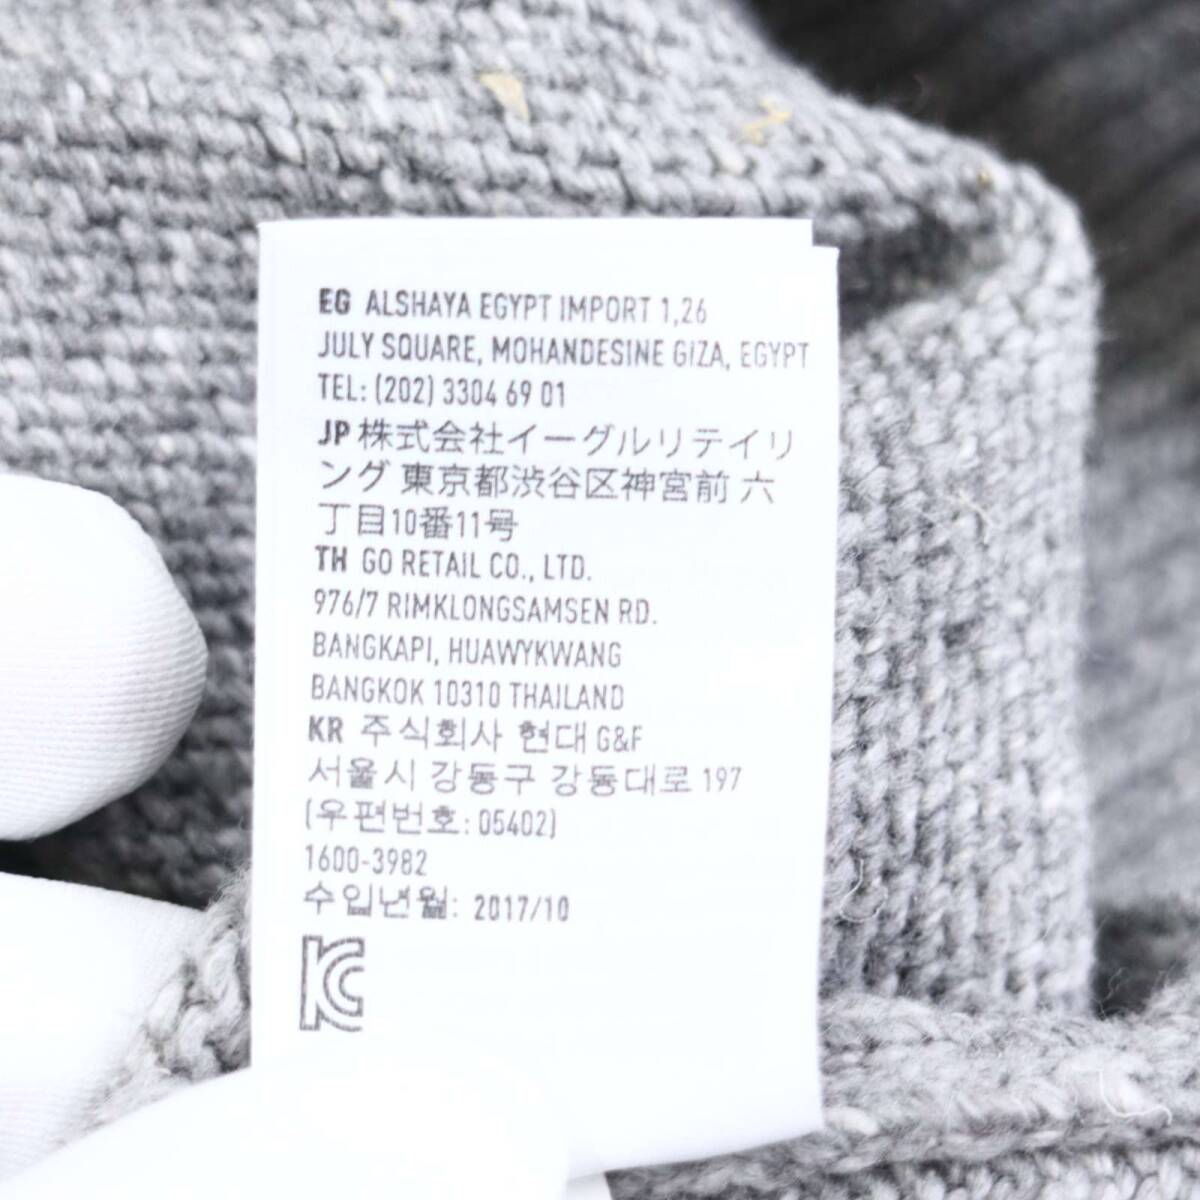 EG ALSHAYA EGYPT IMPORT 1,26
JULY SQUARE, MOHANDESINE GIZA, EGYPT
TEL: (202) 3304 69 01
JP 株式会社イーグルリテイリ
ング 東京都渋谷区神宮前 六
丁目10番11号
TH GO RETAIL CO., LTD.
976/7 RIMKLONGSAMSEN RD.
BANGKAPI, HUAWYKWANG
BANGKOK 10310 THAILAND
KR 주식회사 현대 G&F
서울시 강동구 강동대로 197
(우편번호: 05402)
1600-3982
수입년월: 2017/10
KC